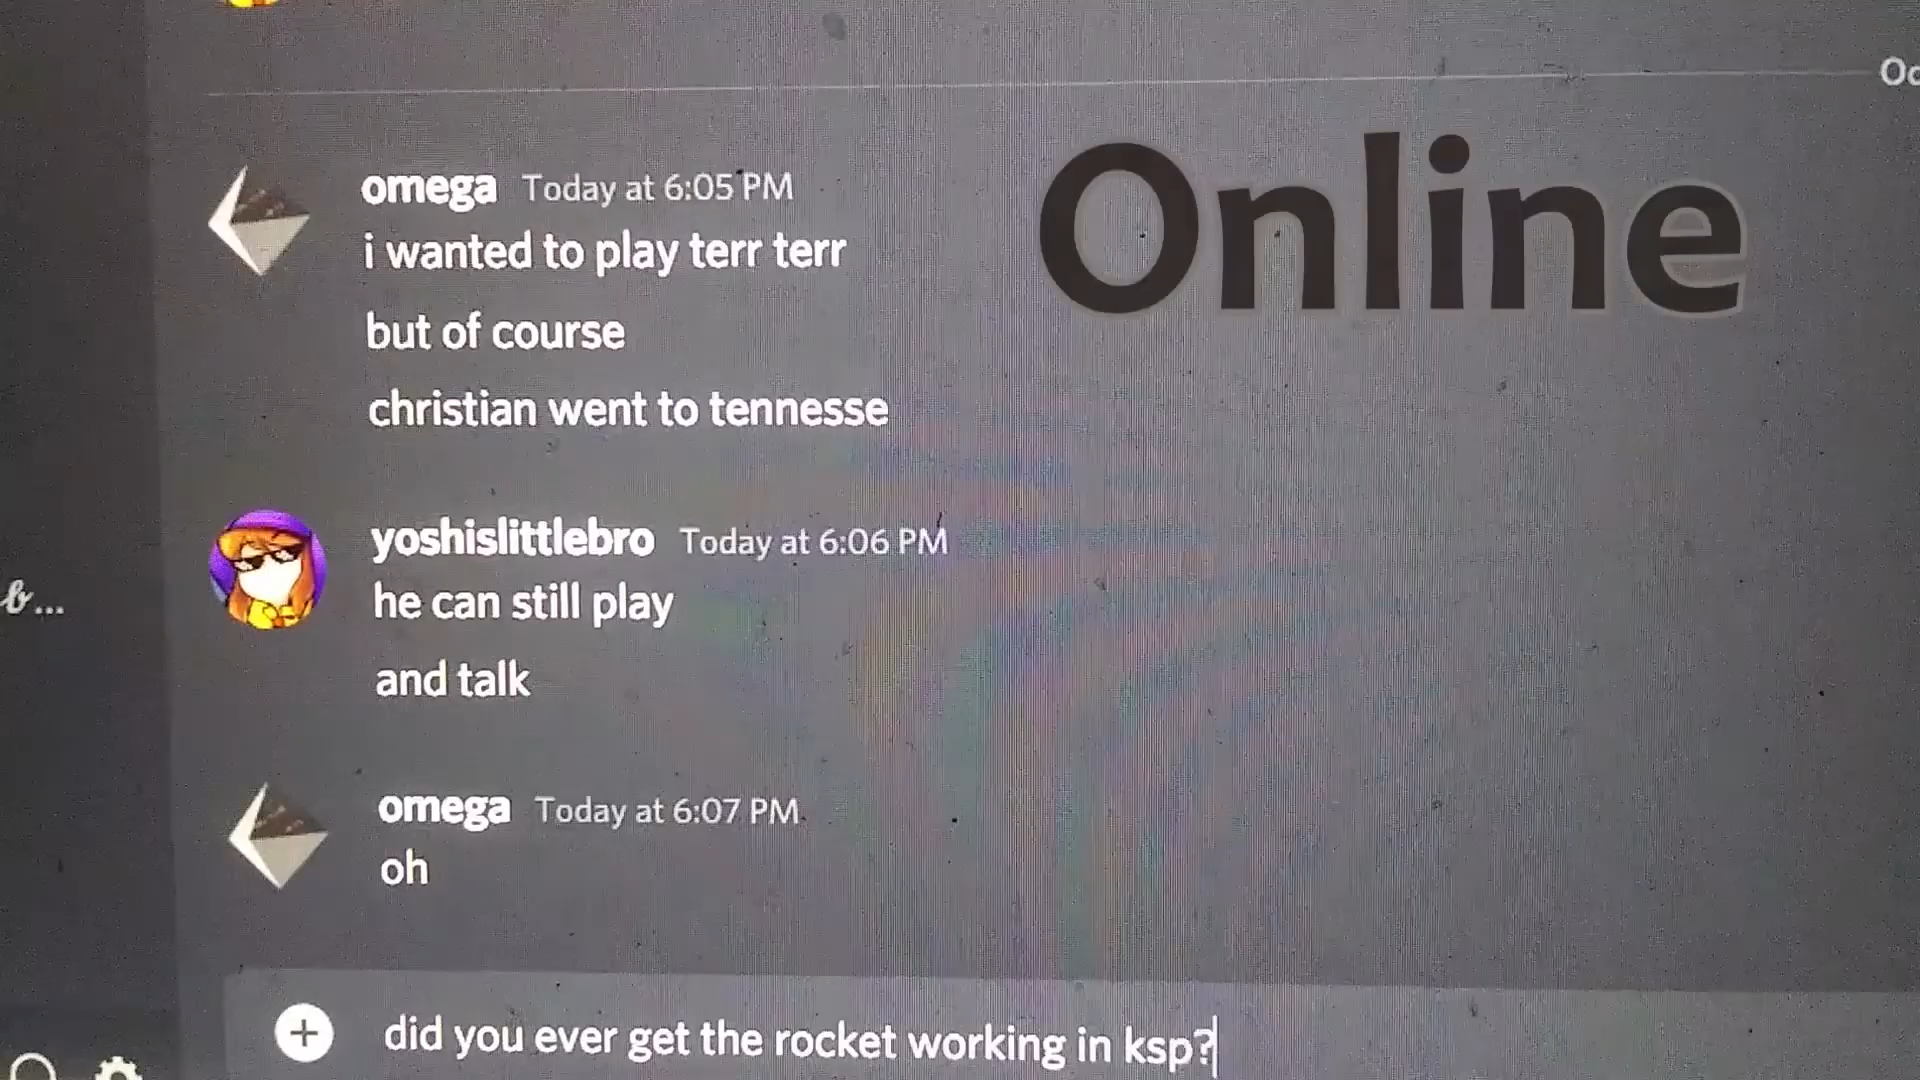 Oc
Online
omega Today at 6:05 PM
i wanted to play terr terr
but of course
christian went to tennesse
yoshislittlebro Today at 6:06 PM
he can still play
and talk
b...
omega Today at 6:07 PM
oh
did you ever get the rocket working in ksp?